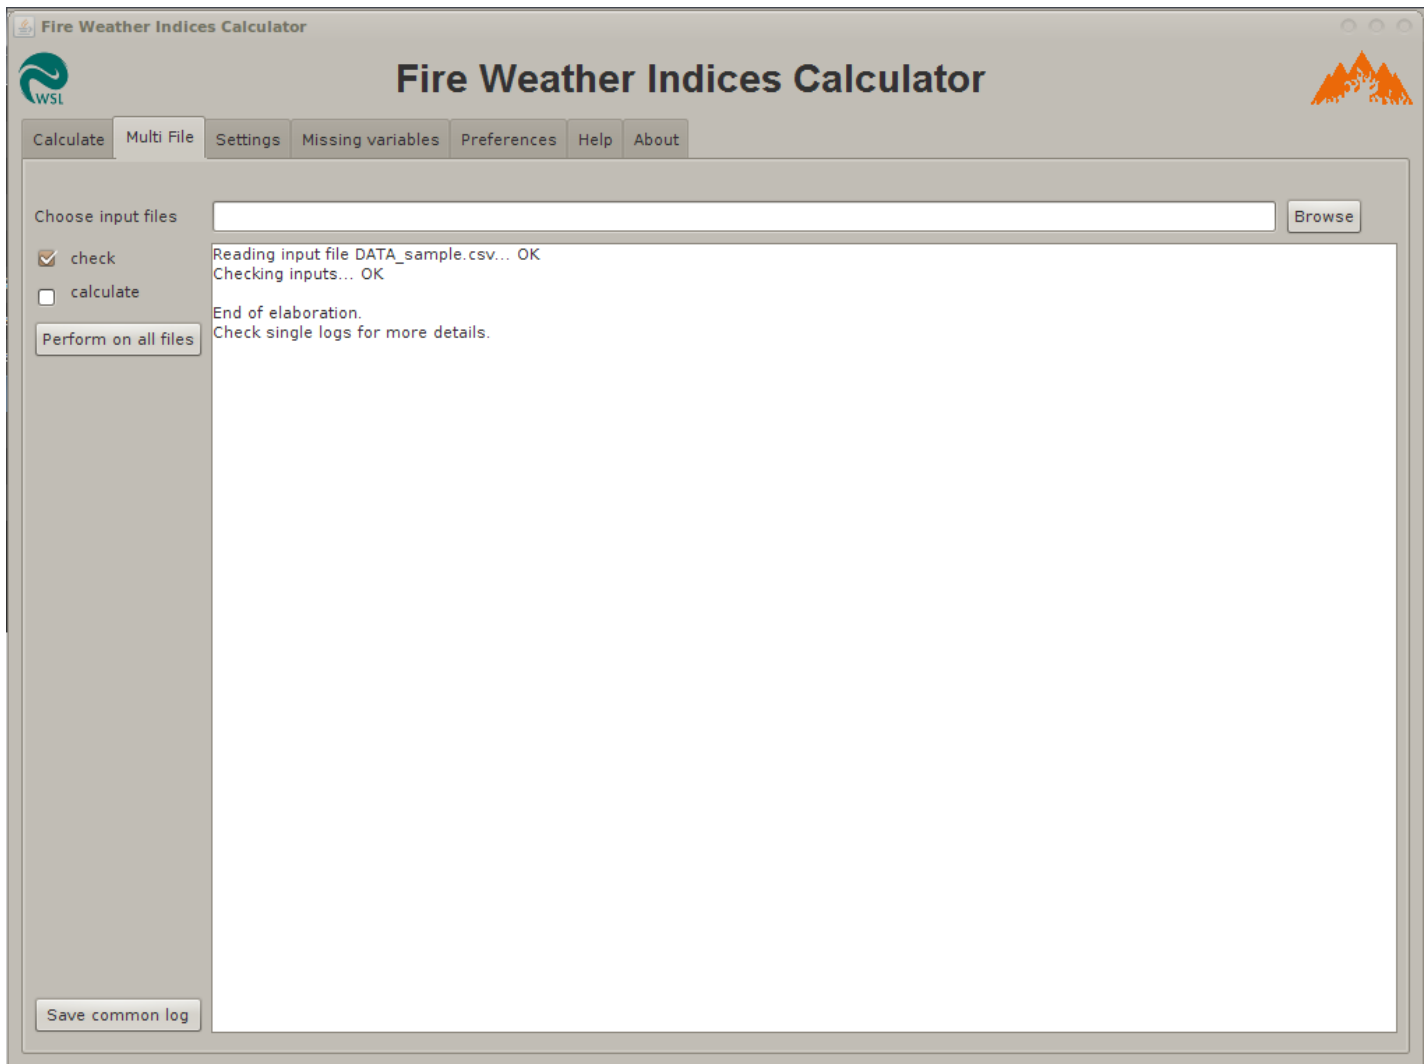 Fire Weather Indices Calculator
WSL
Fire Weather Indices Calculator
Calculate Multi File Settings Missing variables Preferences Help About
Choose input files Browse
check
calculate
Perform on all files
Reading input file DATA_sample.csv... OK
Checking inputs... OK
End of elaboration.
Check single logs for more details.
Save common log